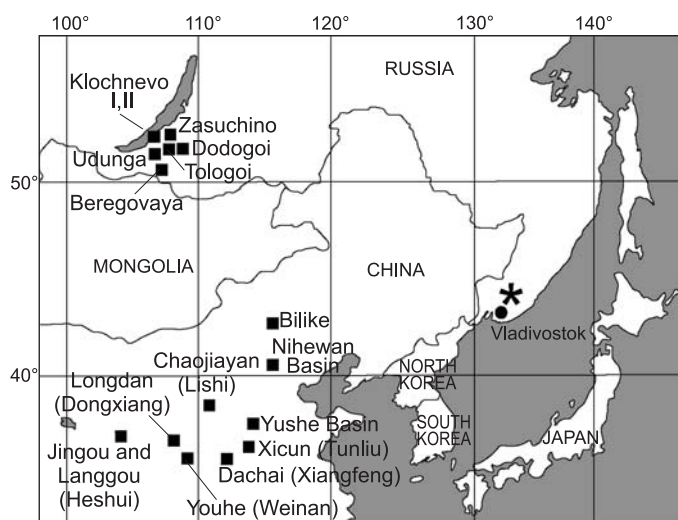 100° 110° 120° 130° 140°
RUSSIA
Klochnevo
I,II
Zasuchino
Dodogoi
Udunga
Tologoi
50°
Beregovaya
MONGOLIA
CHINA
*
Bilike
Vladivostok
Nihewan
Basin
Chaojiayan
(Lishi)
NORTH
KOREA
40°
Longdan
(Dongxiang)
Yushe Basin
SOUTH
KOREA
JAPAN
Xicun (Tunliu)
Jingou and
Langgou
(Heshui)
Dachai (Xiangfeng)
Youhe (Weinan)